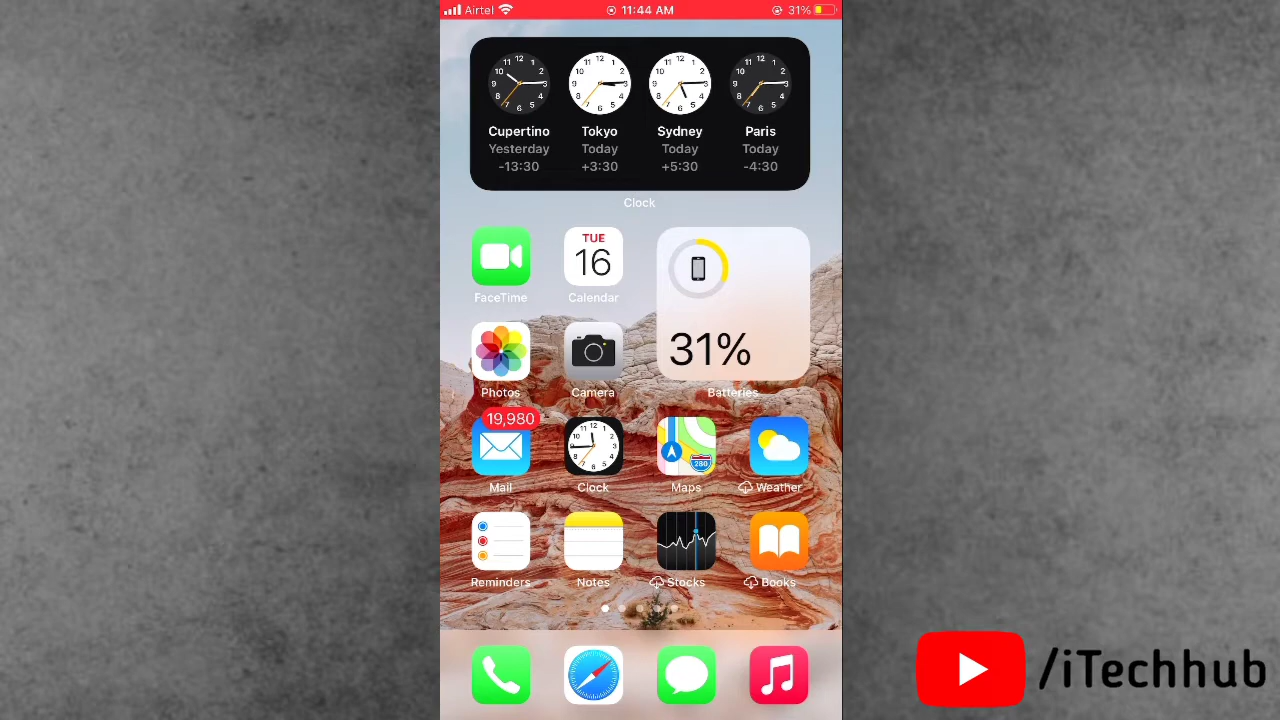 Airtel 11:44 AM 31%
Cupertino Tokyo Sydney Paris
Yesterday Today Today Today
-13:30 +3:30 +5:30 -4:30
Clock
TUE
16
FaceTime Calendar
31%
Photos Camera Batteries
19,980
280
Mail Clock Maps Weather
Reminders Notes Stocks Books
/iTechhub